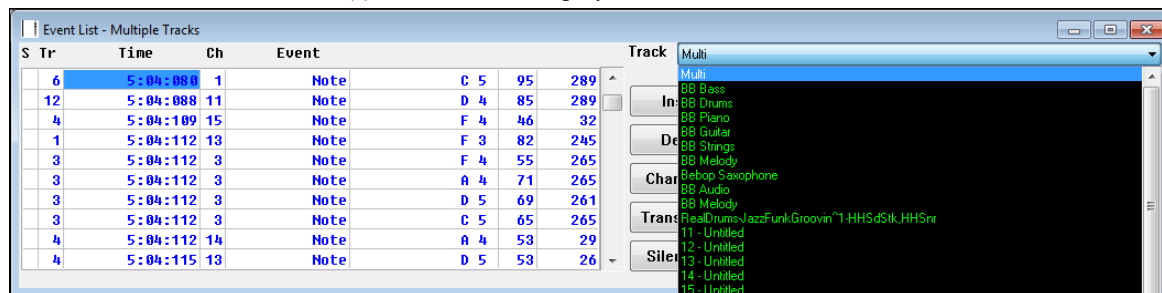 Event List - Multiple Tracks
S Tr Time Ch Event Track Multi
6 5:04:080 1 Note C 5 95 289
12 5:04:088 11 Note D 4 85 289
4 5:04:109 15 Note F 4 46 32
1 5:04:112 13 Note F 3 82 245
3 5:04:112 3 Note F 4 55 265
3 5:04:112 3 Note A 4 71 265
3 5:04:112 3 Note D 5 69 261
3 5:04:112 3 Note C 5 65 265
4 5:04:112 14 Note A 4 53 29
4 5:04:115 13 Note D 5 53 26
In
De
Char
Trans
Siler
Multi
BB Bass
BB Drums
BB Piano
BB Guitar
BB Strings
BB Melody
Bebop Saxophone
BB Audio
BB Melody
RealDrums-JazzFunkGroovin^1-HHSdStk,HHSnr
11 - Untitled
12 - Untitled
13 - Untitled
14 - Untitled
15 - Untitled